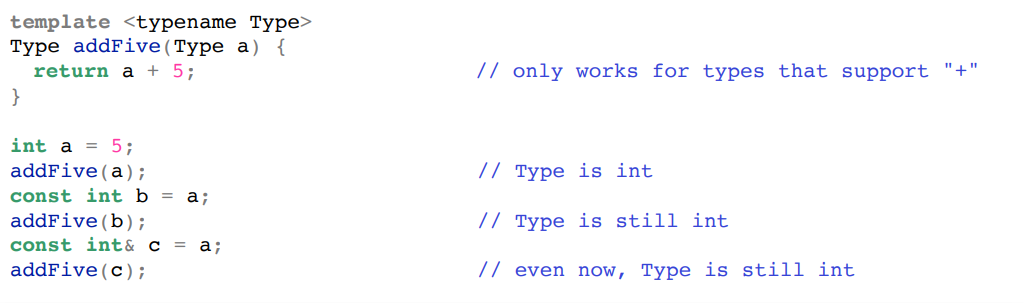 template <typename Type>
Type addFive(Type a) {
  return a + 5;                       // only works for types that support "+"
}

int a = 5;
addFive(a);                           // Type is int
const int b = a;
addFive(b);                           // Type is still int
const int& c = a;
addFive(c);                           // even now, Type is still int